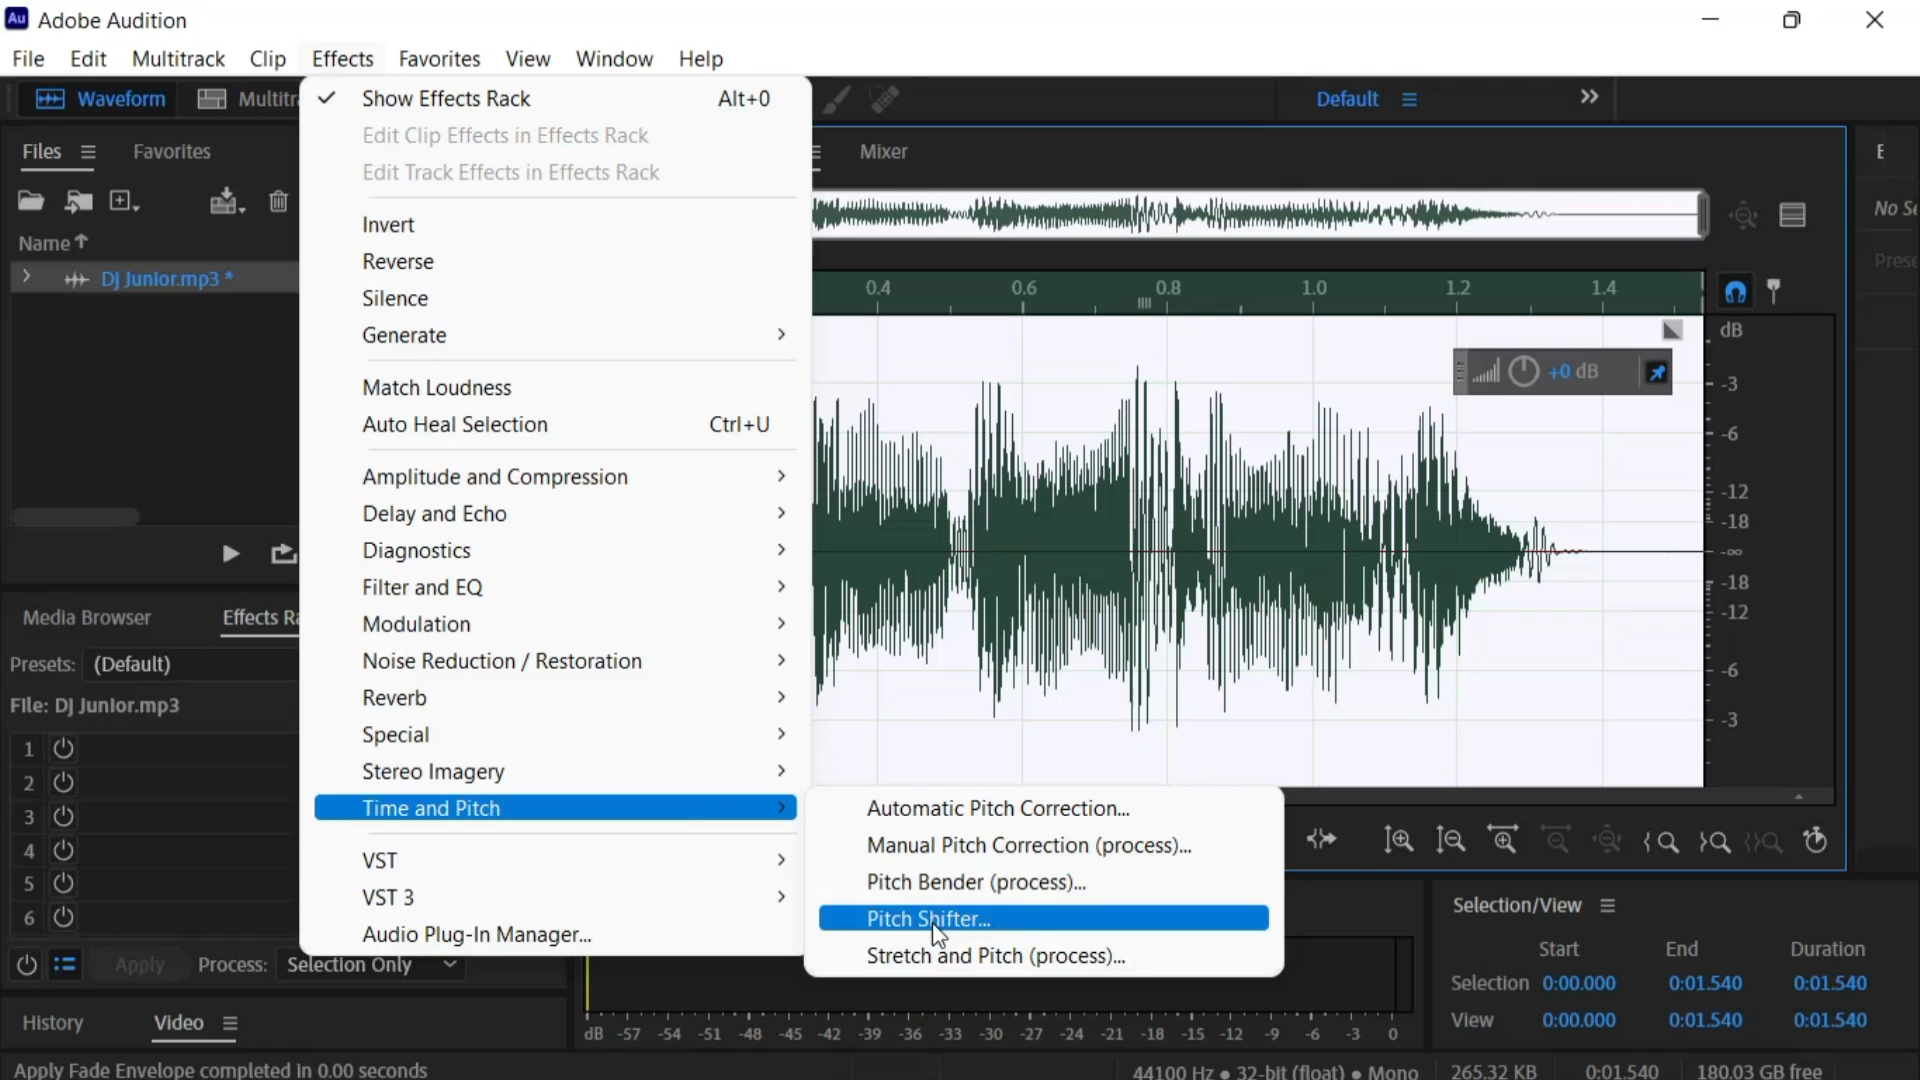 Au Adobe Audition
File Edit Multitrack Clip Effects Favorites View Window Help
Waveform Multitra
Default
Show Effects Rack Alt+0
Edit Clip Effects in Effects Rack
Edit Track Effects in Effects Rack
Invert
Reverse
Silence
Generate
Match Loudness
Auto Heal Selection Ctrl+U
Amplitude and Compression
Delay and Echo
Diagnostics
Filter and EQ
Modulation
Noise Reduction / Restoration
Reverb
Special
Stereo Imagery
Time and Pitch
VST
VST 3
Audio Plug-In Manager...
Automatic Pitch Correction...
Manual Pitch Correction (process)...
Pitch Bender (process)...
Pitch Shifter...
Stretch and Pitch (process)...
Files Favorites
Name
DJ Junior.mp3 *
Media Browser Effects Ra
Presets: (Default)
File: DJ Junior.mp3
1
2
3
4
5
6
Apply Process: Selection Only
History Video
Mixer
0.4 0.6 0.8 1.0 1.2 1.4
+0 dB
dB
-3
-6
-12
-18
-∞
-18
-12
-6
-3
E
No Se
Prese
dB -57 -54 -51 -48 -45 -42 -39 -36 -33 -30 -27 -24 -21 -18 -15 -12 -9 -6 -3 0
Selection/View
Start End Duration
Selection 0:00.000 0:01.540 0:01.540
View 0:00.000 0:01.540 0:01.540
Apply Fade Envelope completed in 0.00 seconds
44100 Hz • 32-bit (float) • Mono 265.32 KB 0:01.540 180.03 GB free